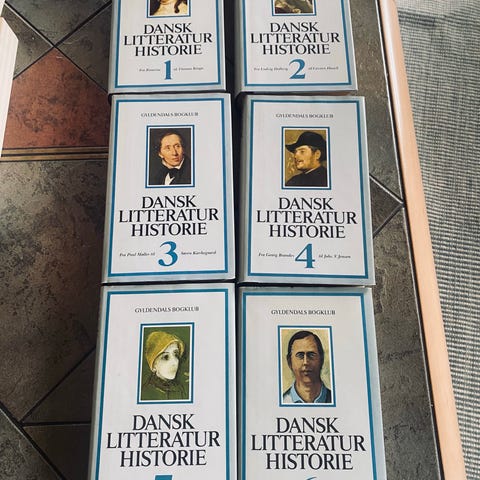 DANSK
LITTERATUR
HISTORIE
Fra Runerne 1 til Thomas Kingo
DANSK
LITTERATUR
HISTORIE
Fra Ludvig Holberg 2 til Carsten Hauch
GYLDENDALS BOGKLUB
DANSK
LITTERATUR
HISTORIE
Fra Poul Møller til 3 Søren Kierkegaard
GYLDENDALS BOGKLUB
DANSK
LITTERATUR
HISTORIE
Fra Georg Brandes 4 til Johs. V. Jensen
GYLDENDALS BOGKLUB
DANSK
LITTERATUR
HISTORIE
5
GYLDENDALS BOGKLUB
DANSK
LITTERATUR
HISTORIE
6